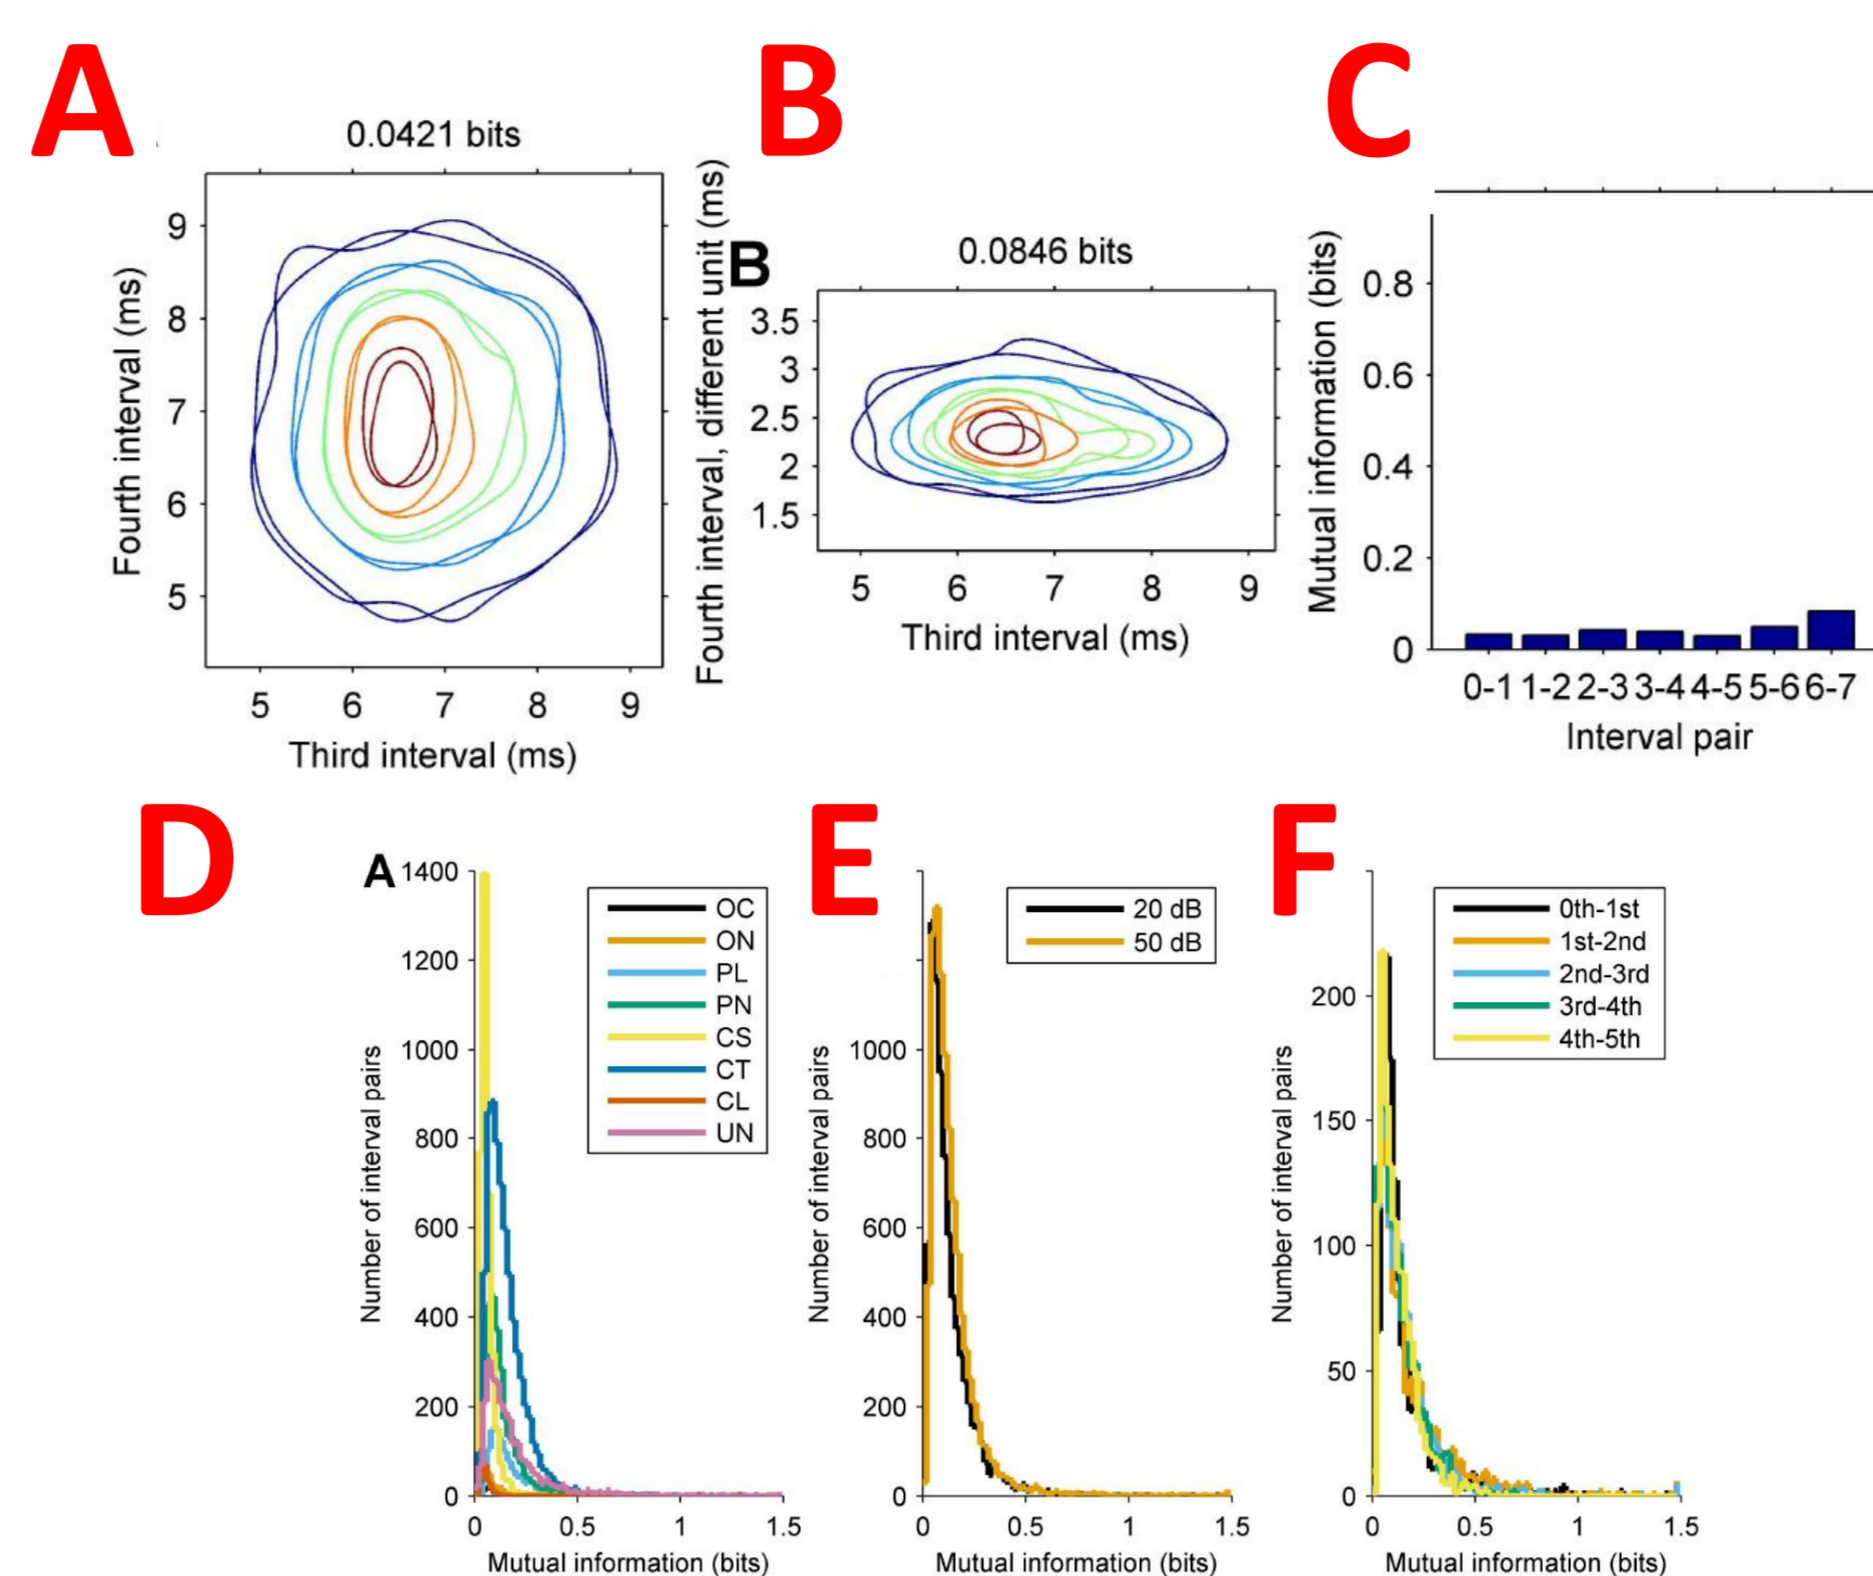 A
B
C
0.0421 bits
9
8
7
6
5
Fourth interval (ms)
5 6 7 8 9
Third interval (ms)
B
0.0846 bits
3.5
3
2.5
2
1.5
Fourth interval, different unit (ms)
5 6 7 8 9
Third interval (ms)
0.8
0.6
0.4
0.2
0
Mutual information (bits)
0-1 1-2 2-3 3-4 4-5 5-6 6-7
Interval pair
D
E
F
A
1400
1200
1000
800
600
400
200
0
Number of interval pairs
OC
ON
PL
PN
CS
CT
CL
UN
0 0.5 1 1.5
Mutual information (bits)
1000
800
600
400
200
0
Number of interval pairs
20 dB
50 dB
0 0.5 1 1.5
Mutual information (bits)
200
150
100
50
0
Number of interval pairs
0th-1st
1st-2nd
2nd-3rd
3rd-4th
4th-5th
0 0.5 1 1.5
Mutual information (bits)